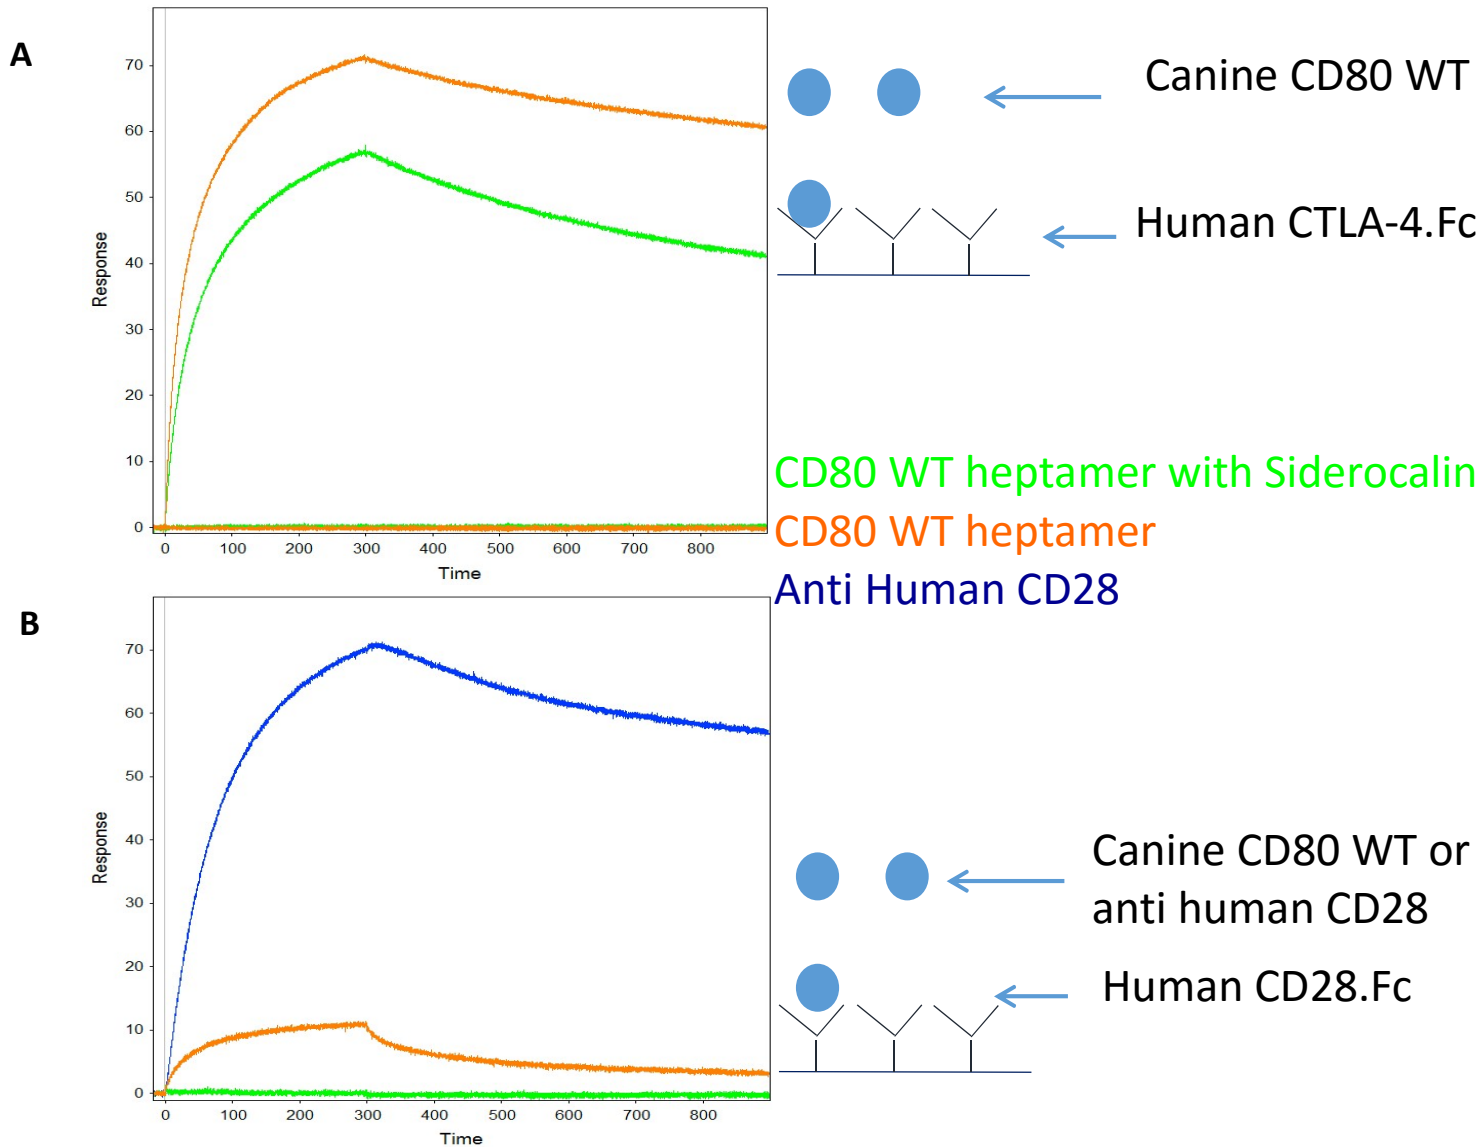 A
70
60
50
40
30
20
10
0
Response
0 100 200 300 400 500 600 700 800
Time
Canine CD80 WT
Human CTLA-4.Fc
CD80 WT heptamer with Siderocalin
CD80 WT heptamer
Anti Human CD28
B
70
60
50
40
30
20
10
0
Response
0 100 200 300 400 500 600 700 800
Time
Canine CD80 WT or
anti human CD28
Human CD28.Fc